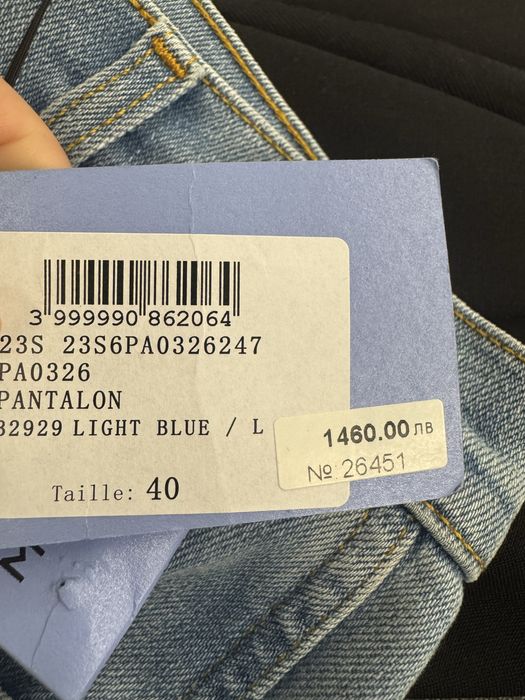 3 999990 862064
23S 23S6PA0326247
PA0326
PANTALON
32929 LIGHT BLUE / L
1460.00 лв
№ 26451
Taille: 40